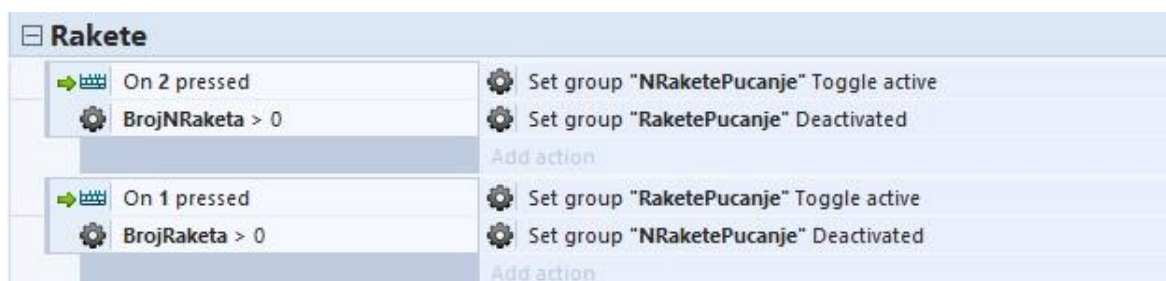 Rakete
On 2 pressed
Set group "NRaketePucanje" Toggle active
BrojNRaketa > 0
Set group "RaketePucanje" Deactivated
Add action
On 1 pressed
Set group "RaketePucanje" Toggle active
BrojRaketa > 0
Set group "NRaketePucanje" Deactivated
Add action